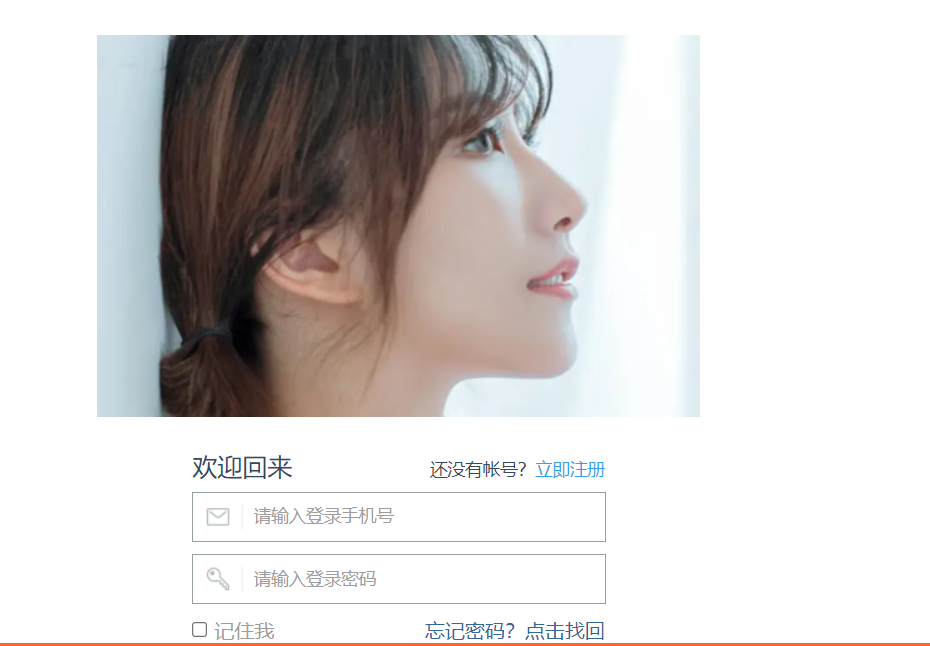 欢迎回来 还没有帐号？立即注册
请输入登录手机号
请输入登录密码
记住我 忘记密码？点击找回